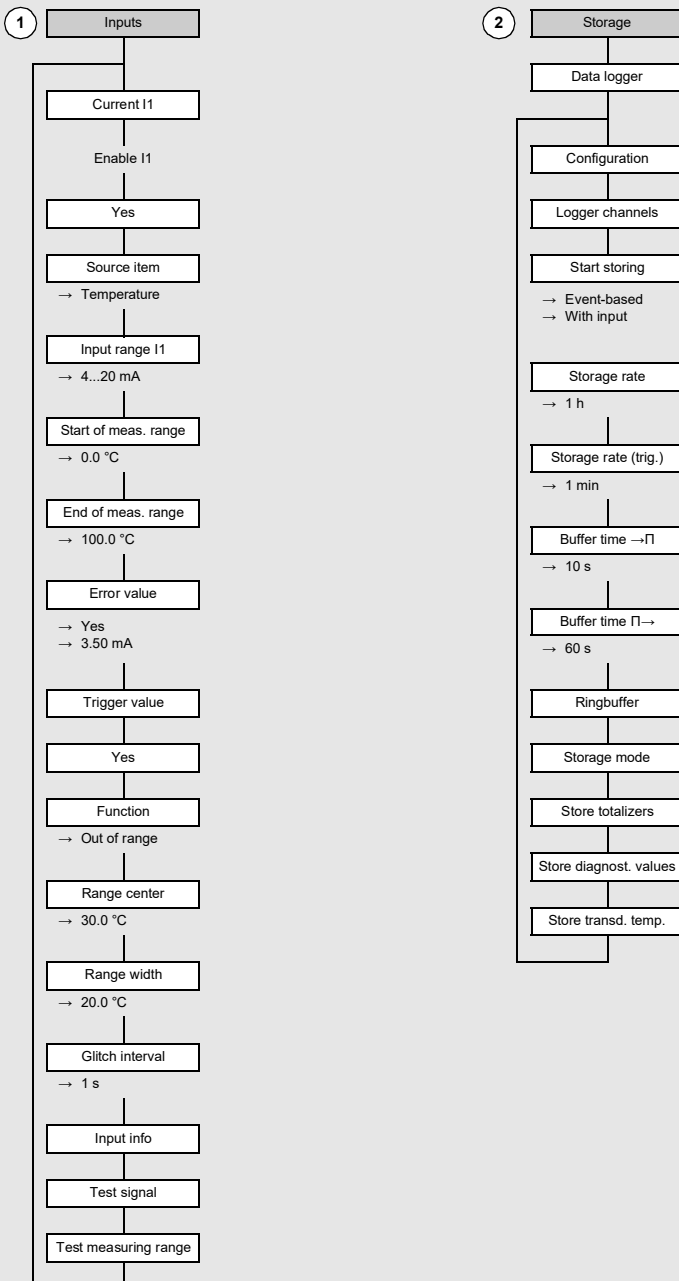 1
Inputs
Current I1
Enable I1
Yes
Source item
→ Temperature
Input range I1
→ 4...20 mA
Start of meas. range
→ 0.0 °C
End of meas. range
→ 100.0 °C
Error value
→ Yes
→ 3.50 mA
Trigger value
Yes
Function
→ Out of range
Range center
→ 30.0 °C
Range width
→ 20.0 °C
Glitch interval
→ 1 s
Input info
Test signal
Test measuring range
2
Storage
Data logger
Configuration
Logger channels
Start storing
→ Event-based
→ With input
Storage rate
→ 1 h
Storage rate (trig.)
→ 1 min
Buffer time →Π
→ 10 s
Buffer time Π→
→ 60 s
Ringbuffer
Storage mode
Store totalizers
Store diagnost. values
Store transd. temp.